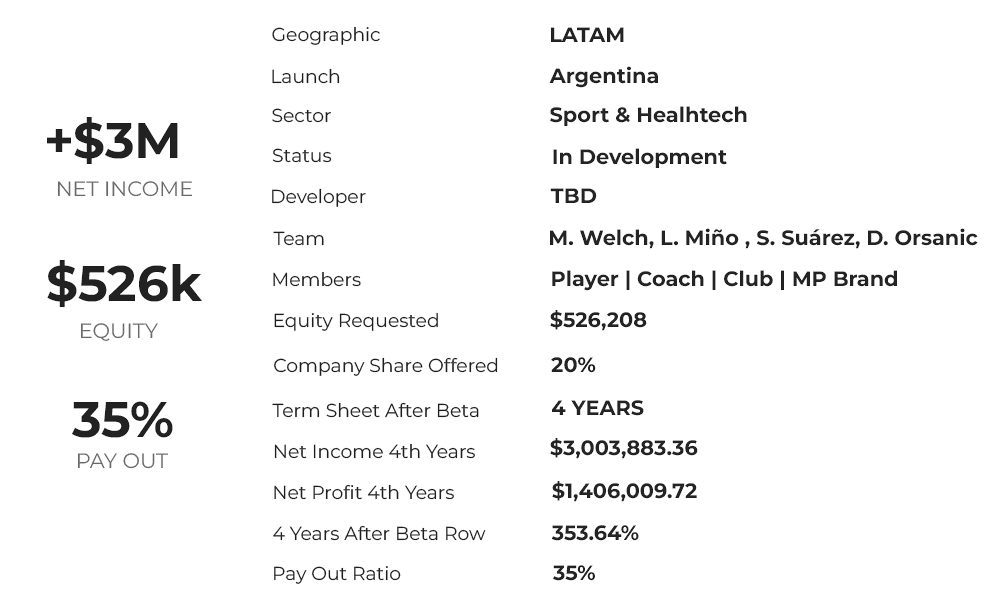 +$3M
NET INCOME
$526k
EQUITY
35%
PAY OUT
Geographic LATAM
Launch Argentina
Sector Sport & Healhtech
Status In Development
Developer TBD
Team M. Welch, L. Miño , S. Suárez, D. Orsanic
Members Player | Coach | Club | MP Brand
Equity Requested $526,208
Company Share Offered 20%
Term Sheet After Beta 4 YEARS
Net Income 4th Years $3,003,883.36
Net Profit 4th Years $1,406,009.72
4 Years After Beta Row 353.64%
Pay Out Ratio 35%